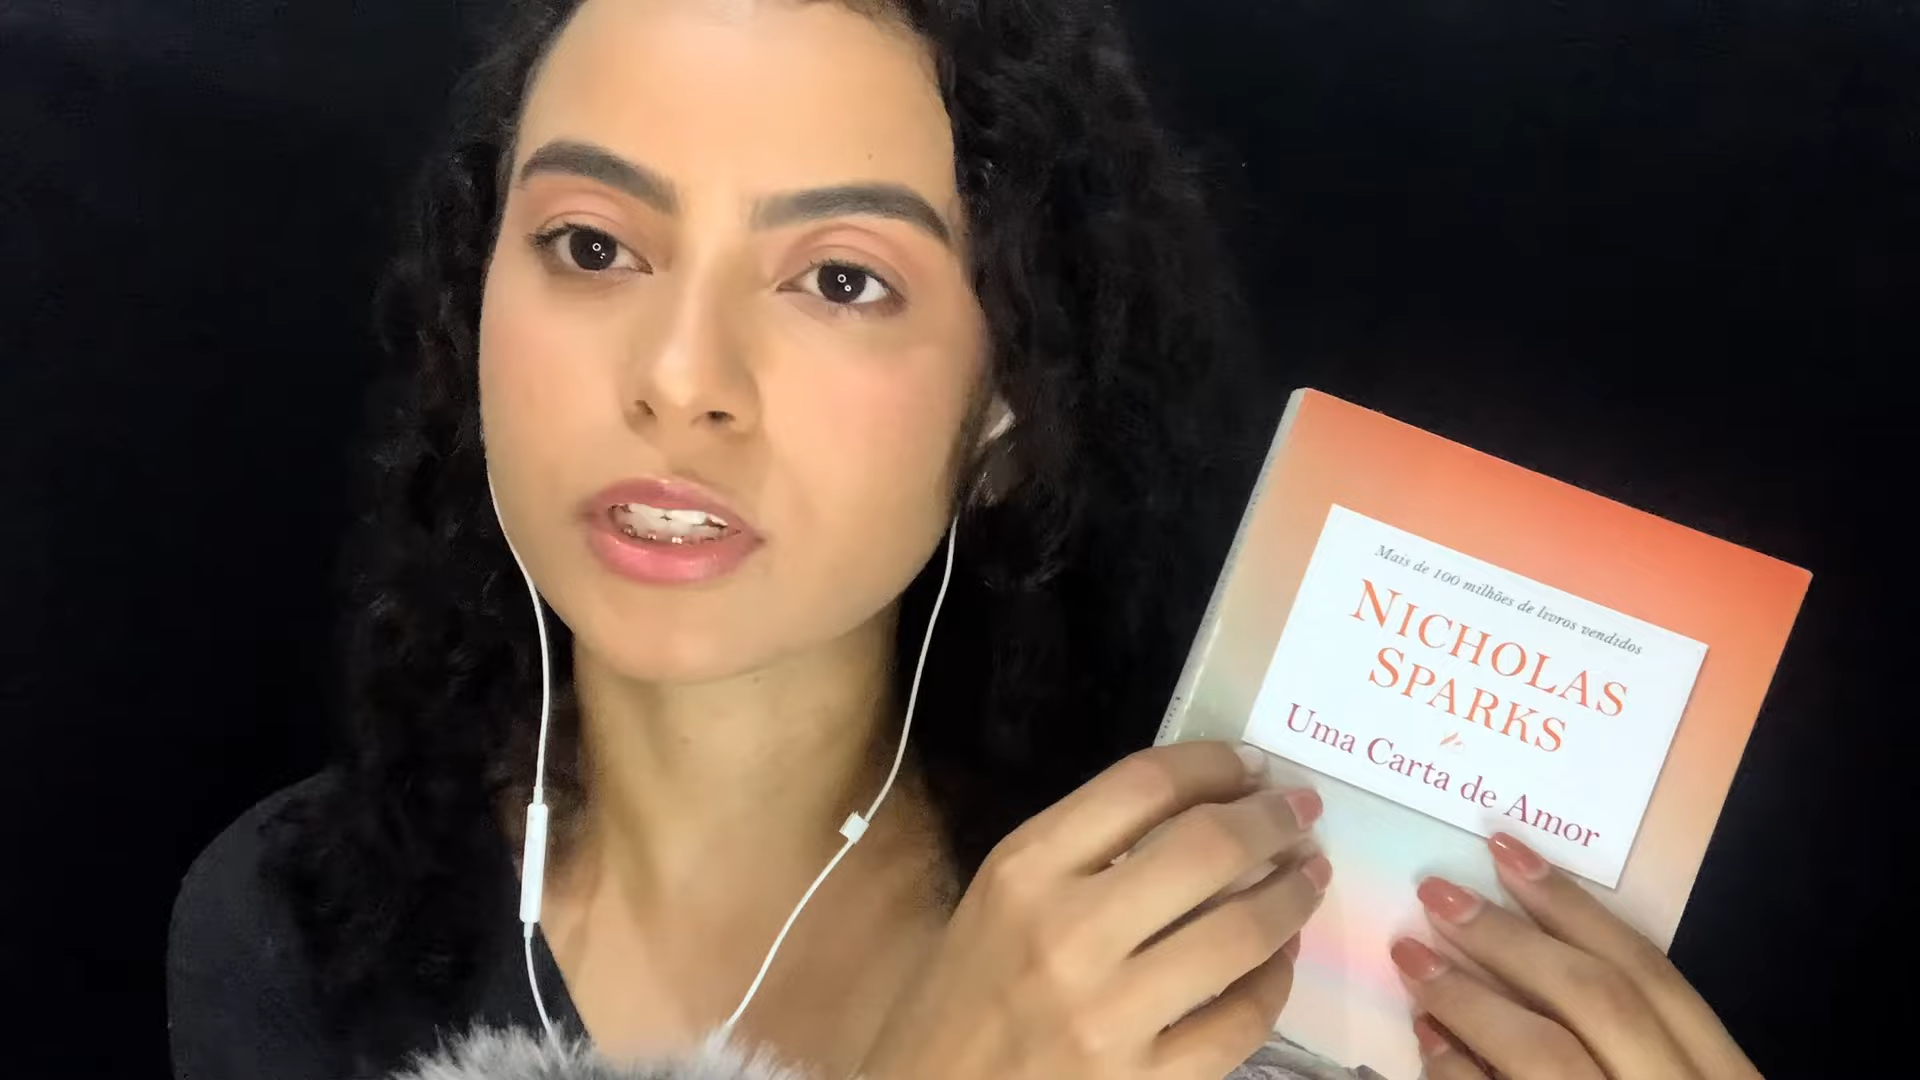 Mais de 100 milhões de livros vendidos
NICHOLAS
SPARKS
Uma Carta de Amor